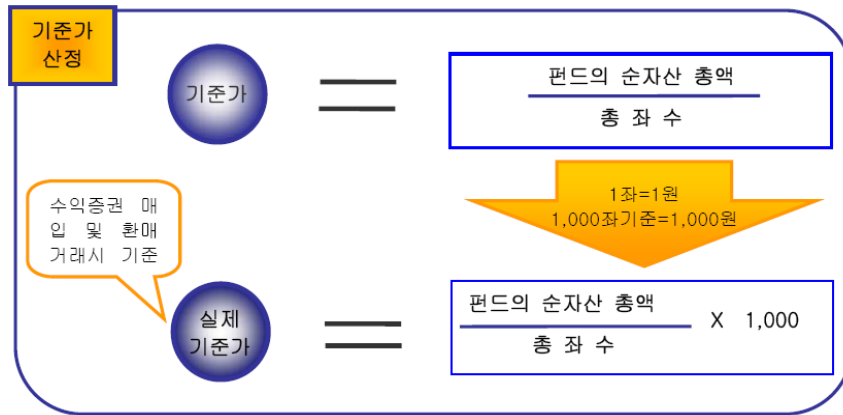 기준가
산정
기준가
펀드의 순자산 총액
총 좌 수
1좌=1원
1,000좌기준=1,000원
수익증권 매
입 및 환매
거래시 기준
실제
기준가
펀드의 순자산 총액
총 좌 수
X 1,000